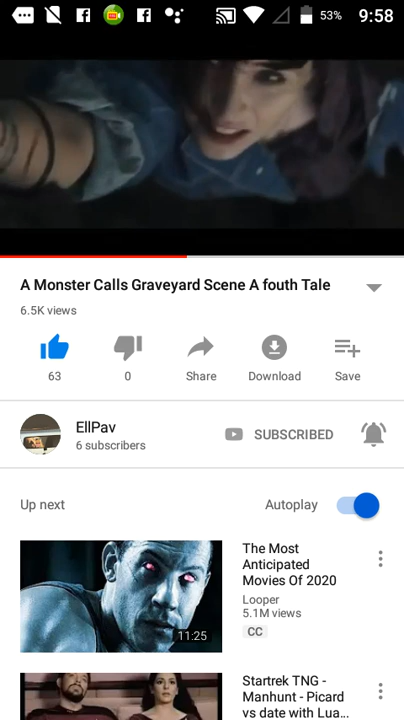 53% 9:58
A Monster Calls Graveyard Scene A fouth Tale
6.5K views
63 0 Share Download Save
EllPav
6 subscribers
SUBSCRIBED
Up next Autoplay
The Most
Anticipated
Movies Of 2020
Looper
5.1M views
CC
11:25
Startrek TNG -
Manhunt - Picard
vs date with Lua...